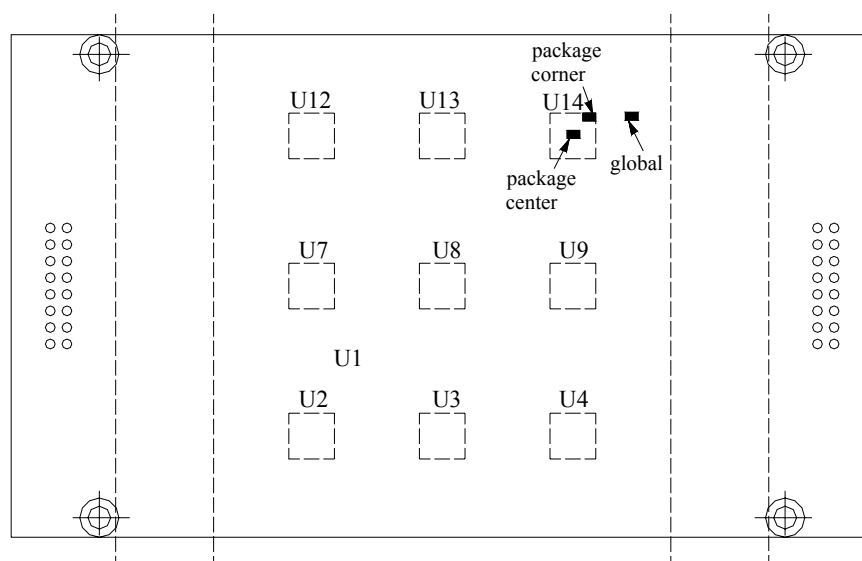 package
corner
U12
U13
U14
global
package
center
U7
U8
U9
U1
U2
U3
U4